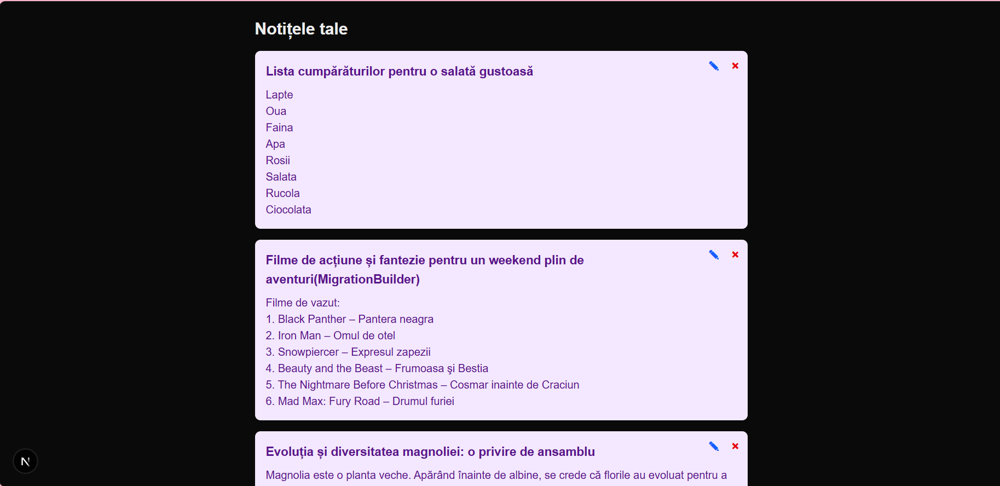 Notițele tale
Lista cumpărăturilor pentru o salată gustoasă
Lapte
Oua
Faina
Apa
Rosii
Salata
Rucola
Ciocolata
Filme de acțiune și fantezie pentru un weekend plin de
aventuri(MigrationBuilder)
Filme de vazut:
1. Black Panther – Pantera neagra
2. Iron Man – Omul de otel
3. Snowpiercer – Expresul zapezii
4. Beauty and the Beast – Frumoasa şi Bestia
5. The Nightmare Before Christmas – Cosmar inainte de Craciun
6. Mad Max: Fury Road – Drumul furiei
Evoluția și diversitatea magnoliei: o privire de ansamblu
Magnolia este o planta veche. Apărând înainte de albine, se crede că florile au evoluat pentru a
N